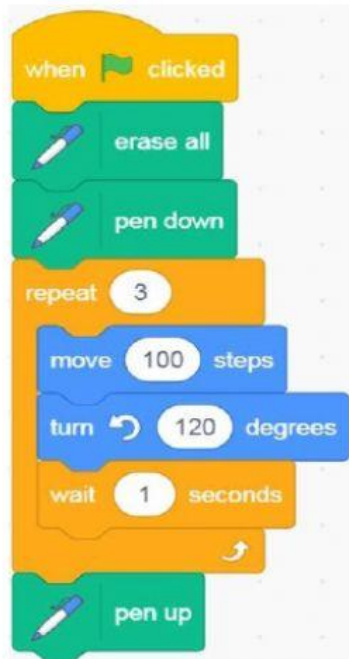 when clicked
erase all
pen down
repeat 3
move 100 steps
turn 120 degrees
wait 1 seconds
pen up